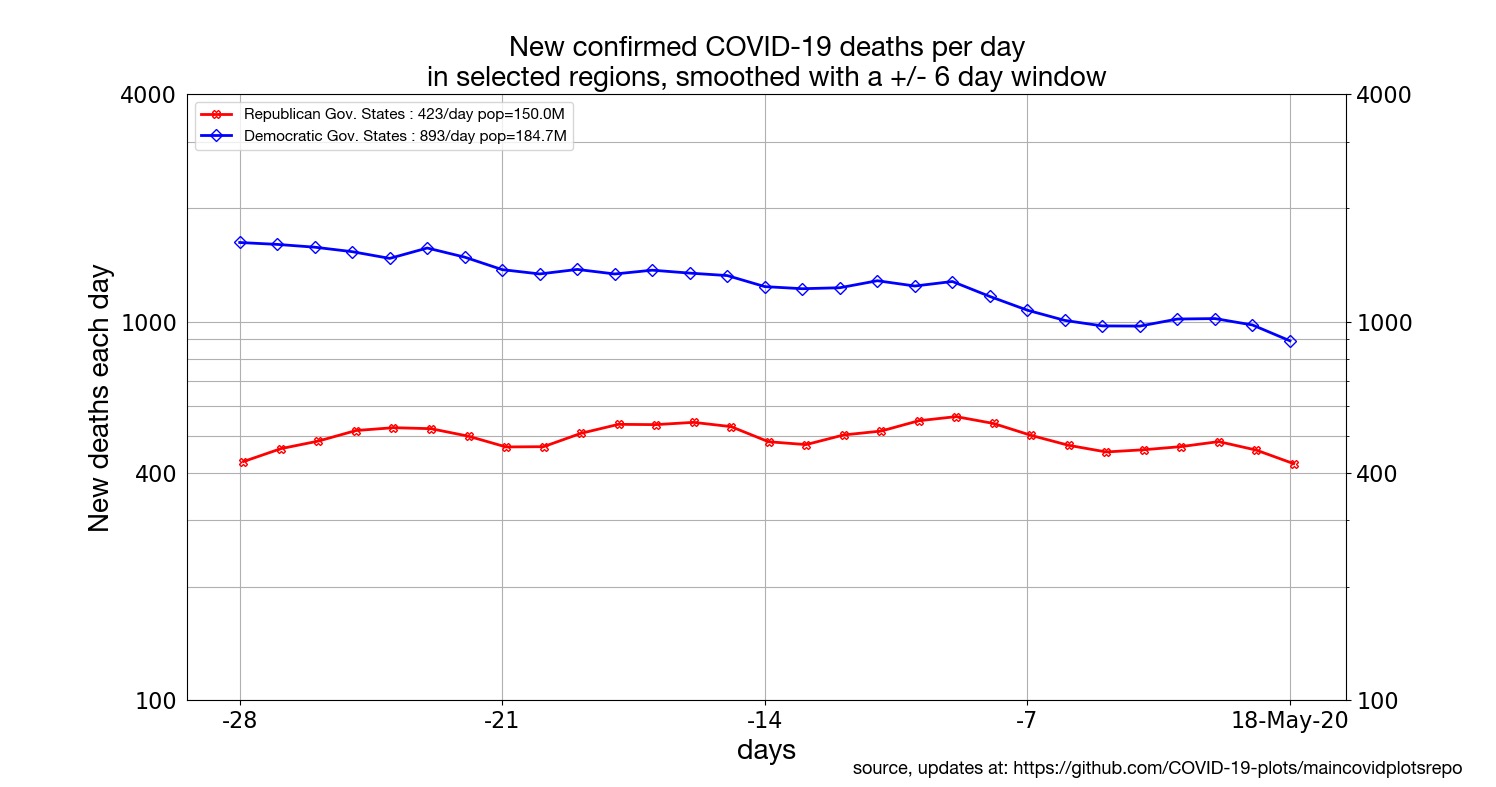 New confirmed COVID-19 deaths per day
in selected regions, smoothed with a +/- 6 day window
4000
4000
Republican Gov. States : 423/day pop=150.0M
Democratic Gov. States : 893/day pop=184.7M
New deaths each day
1000
1000
400
400
100
100
-28
-21
-14
-7
18-May-20
days
source, updates at: https://github.com/COVID-19-plots/maincovidplotsrepo